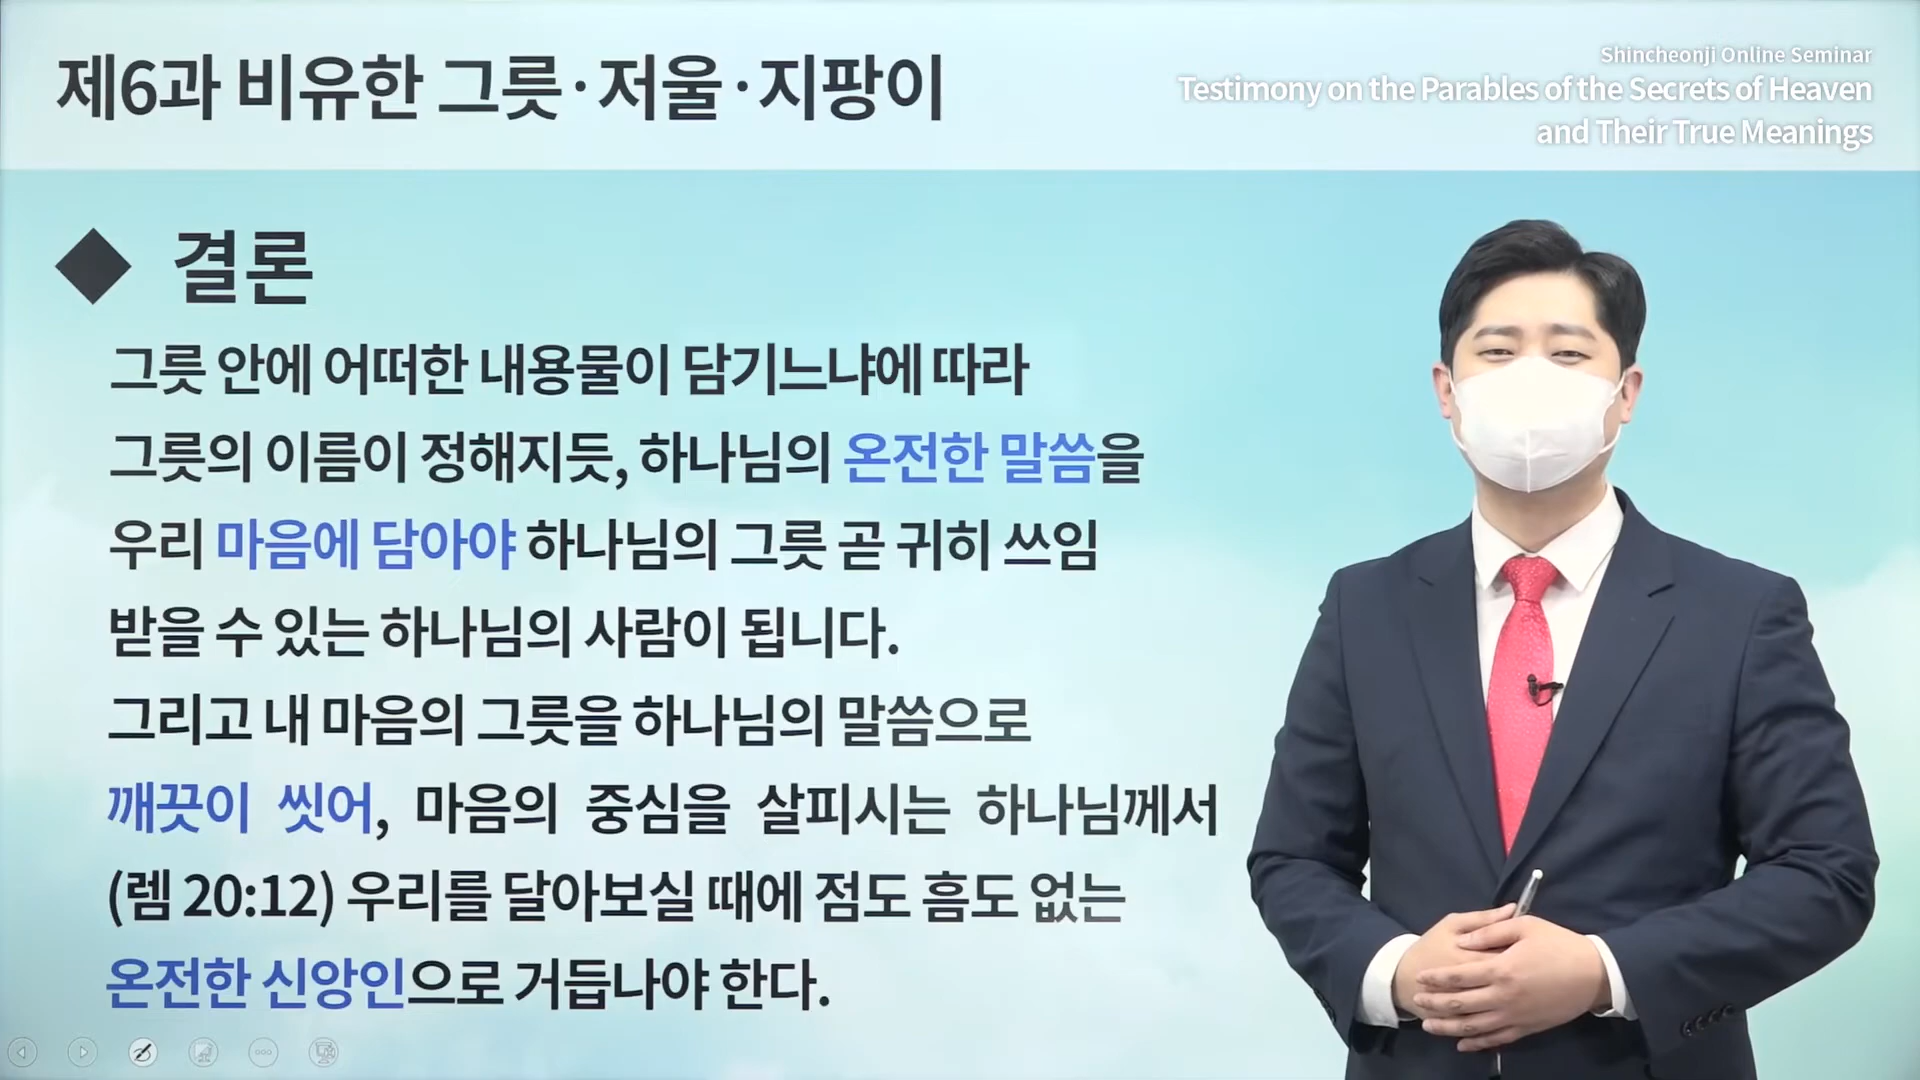 제6과 비유한 그릇·저울·지팡이
Shincheonji Online Seminar
Testimony on the Parables of the Secrets of Heaven
and Their True Meanings
◆ 결론
그릇 안에 어떠한 내용물이 담기느냐에 따라
그릇의 이름이 정해지듯, 하나님의 온전한 말씀을
우리 마음에 담아야 하나님의 그릇 곧 귀히 쓰임
받을 수 있는 하나님의 사람이 됩니다.
그리고 내 마음의 그릇을 하나님의 말씀으로
깨끗이 씻어, 마음의 중심을 살피시는 하나님께서
(렘 20:12) 우리를 달아보실 때에 점도 흠도 없는
온전한 신앙인으로 거듭나야 한다.